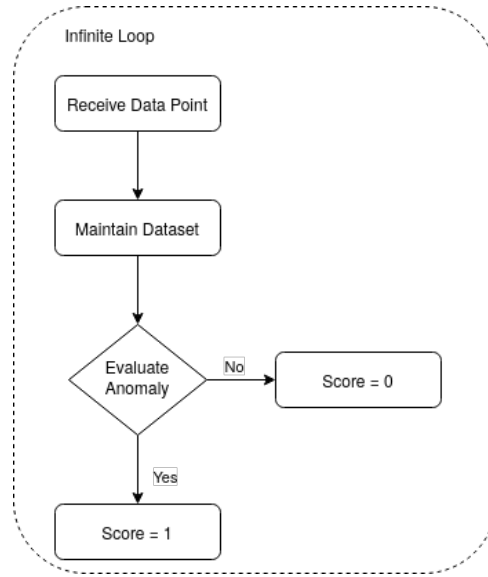 Infinite Loop
Receive Data Point
Maintain Dataset
Evaluate
Anomaly
No
Score = 0
Yes
Score = 1